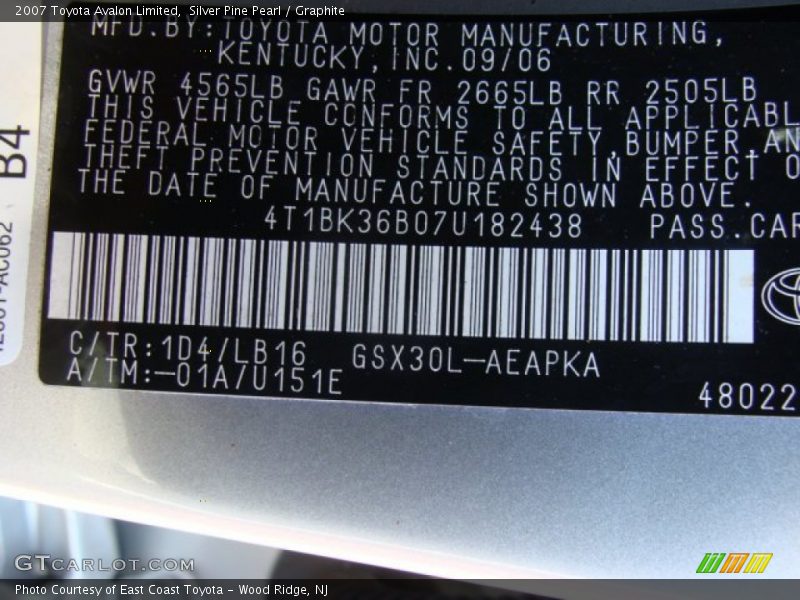 2007 Toyota Avalon Limited, Silver Pine Pearl / Graphite
MFD.BY:TOYOTA MOTOR MANUFACTURING,
KENTUCKY,INC.09/06
GVWR 4565LB GAWR FR 2665LB RR 2505LB
THIS VEHICLE CONFORMS TO ALL APPLICABL
FEDERAL MOTOR VEHICLE SAFETY,BUMPER,AN
THEFT PREVENTION STANDARDS IN EFFECT O
THE DATE OF MANUFACTURE SHOWN ABOVE.
4T1BK36B07U182438 PASS.CAR
C/TR:1D4/LB16 GSX30L-AEAPKA
A/TM:-01A/U151E
48022
B4
GTCARLOT.COM
Photo Courtesy of East Coast Toyota - Wood Ridge, NJ